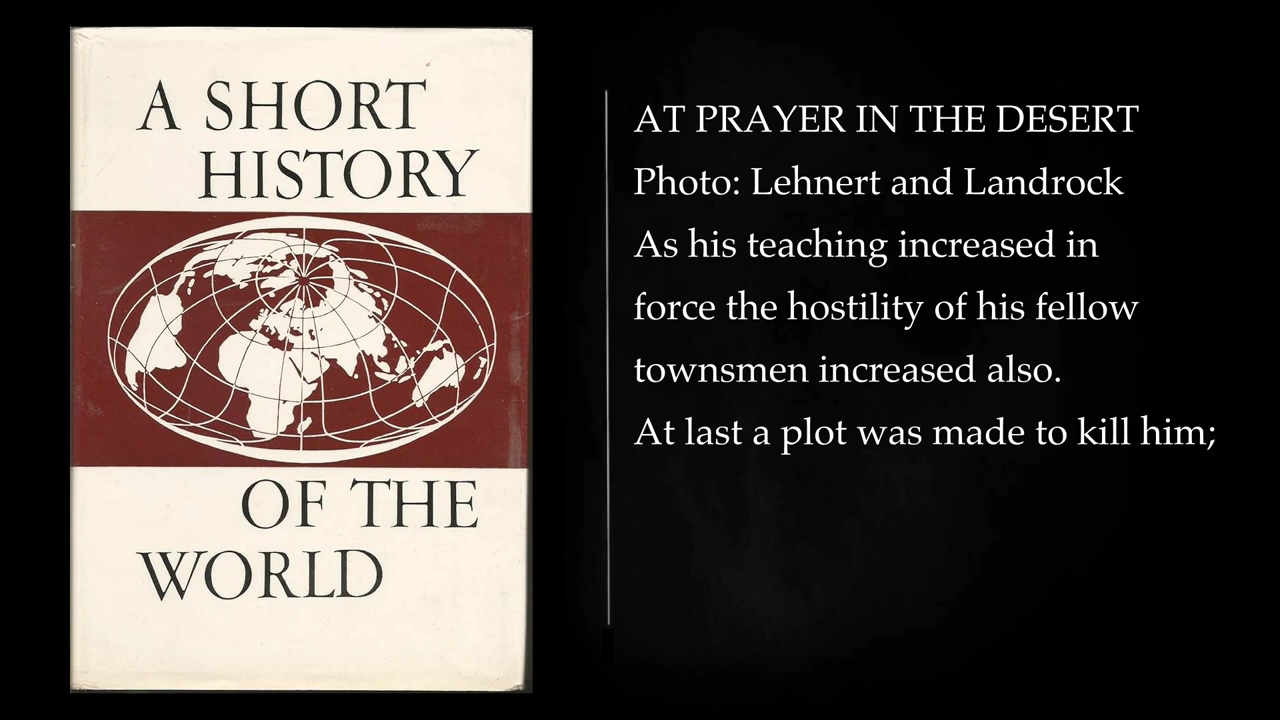 A SHORT
HISTORY
OF THE
WORLD
AT PRAYER IN THE DESERT
Photo: Lehnert and Landrock
As his teaching increased in
force the hostility of his fellow
townsmen increased also.
At last a plot was made to kill him;